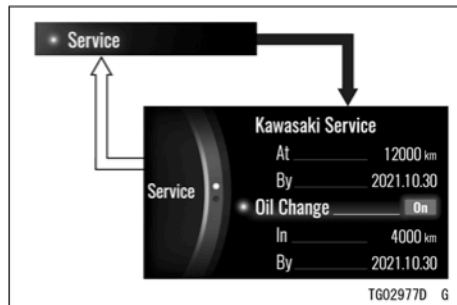 Service
Kawasaki Service
At 12000 km
By 2021.10.30
Service
Oil Change On
In 4000 km
By 2021.10.30
TG02977D G